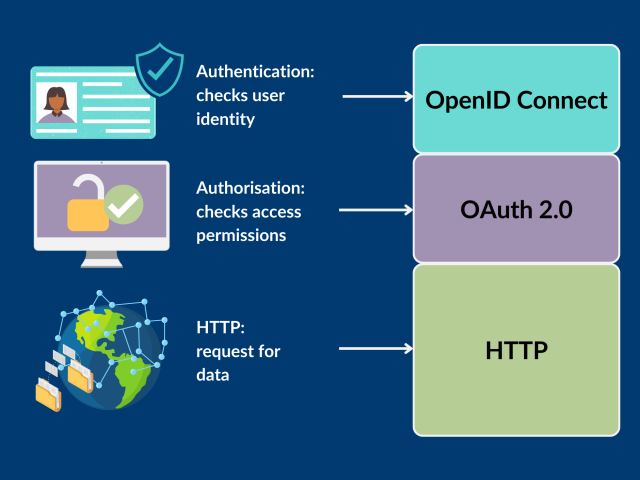 Authentication:
checks user
identity
OpenID Connect
Authorisation:
checks access
permissions
OAuth 2.0
HTTP:
request for
data
HTTP